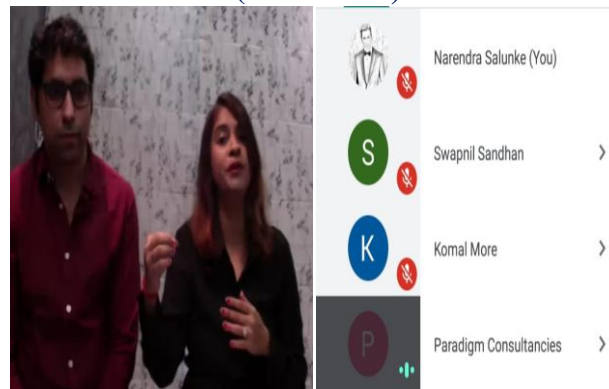 Narendra Salunke (You)
S
Swapnil Sandhan
K
Komal More
P
Paradigm Consultancies